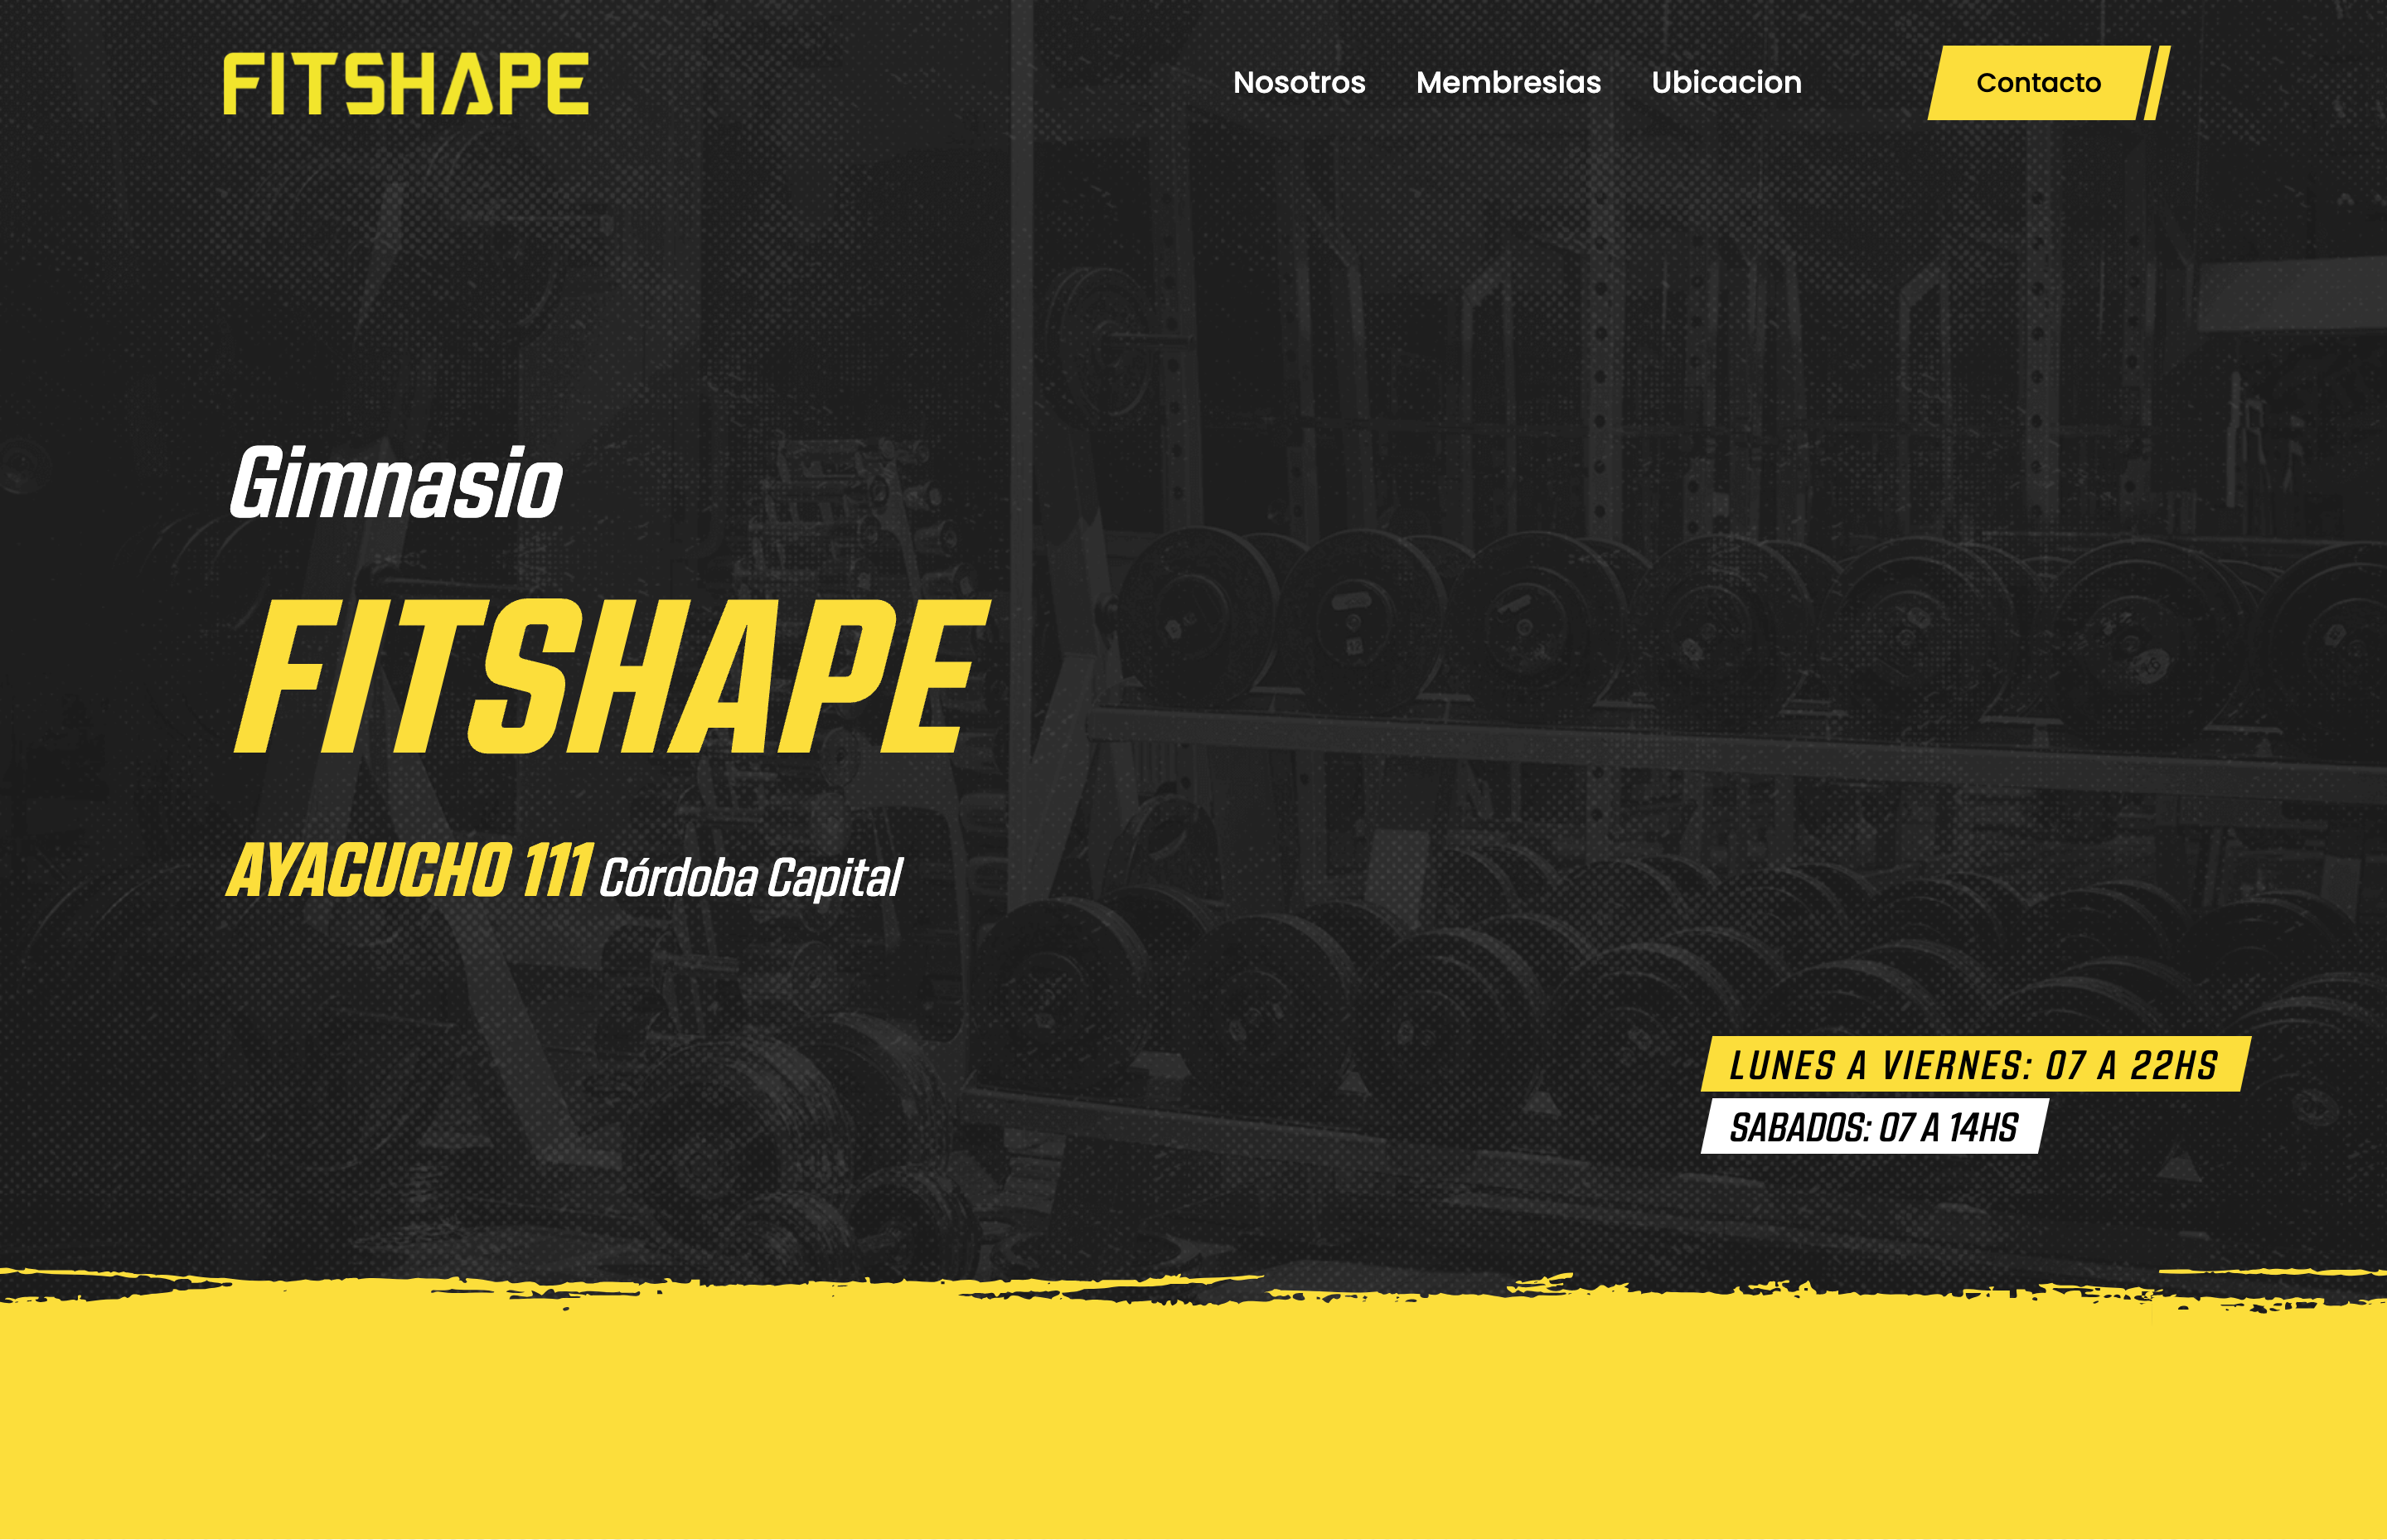 FITSHAPE
Nosotros Membresias Ubicacion Contacto
Gimnasio
FITSHAPE
AYACUCHO 111 Córdoba Capital
LUNES A VIERNES: 07 A 22HS
SABADOS: 07 A 14HS